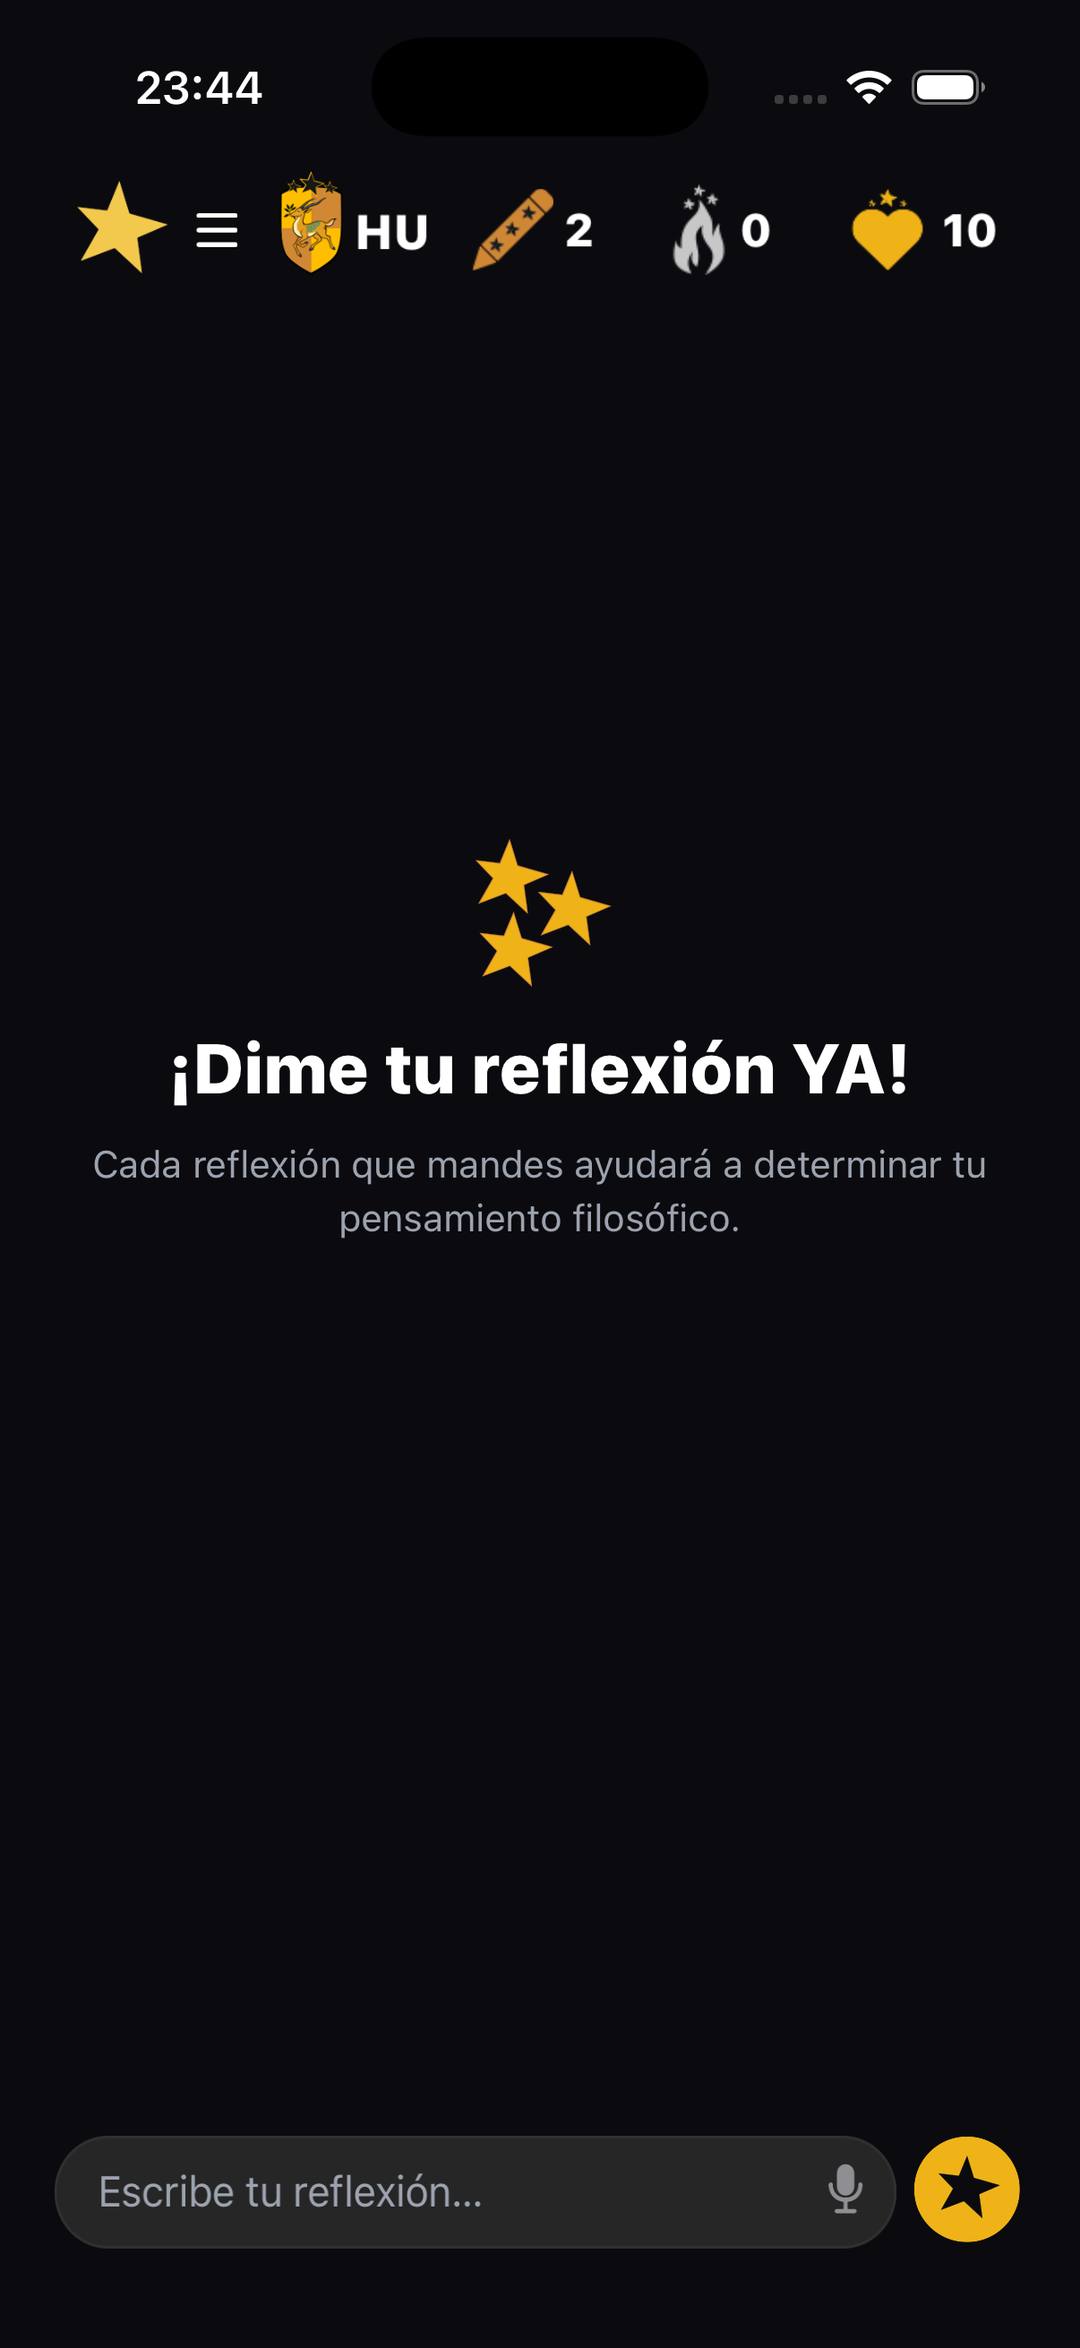 23:44
HU 2 0 10
¡Dime tu reflexión YA!
Cada reflexión que mandes ayudará a determinar tu
pensamiento filosófico.
Escribe tu reflexión...